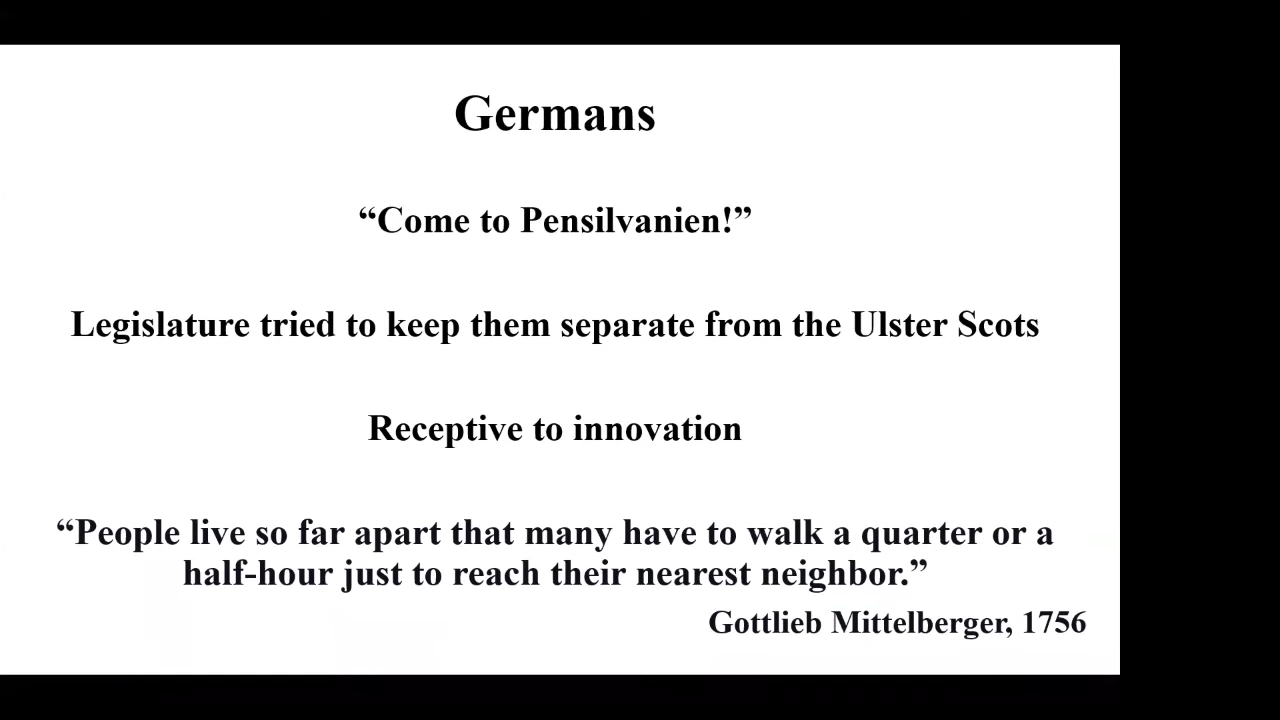 Germans
“Come to Pensilvanien!”
Legislature tried to keep them separate from the Ulster Scots
Receptive to innovation
“People live so far apart that many have to walk a quarter or a
half-hour just to reach their nearest neighbor.”
Gottlieb Mittelberger, 1756